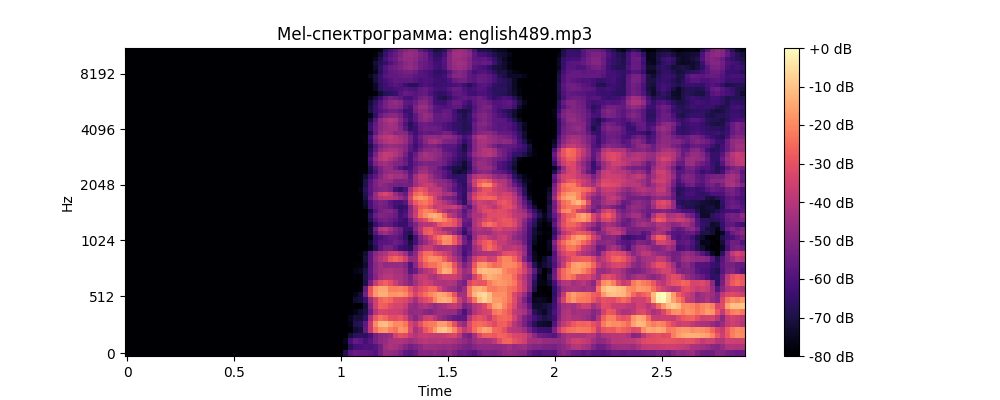 Mel-спектрограмма: english489.mp3
Hz
8192
4096
2048
1024
512
0
0
0.5
1
1.5
2
2.5
Time
+0 dB
-10 dB
-20 dB
-30 dB
-40 dB
-50 dB
-60 dB
-70 dB
-80 dB